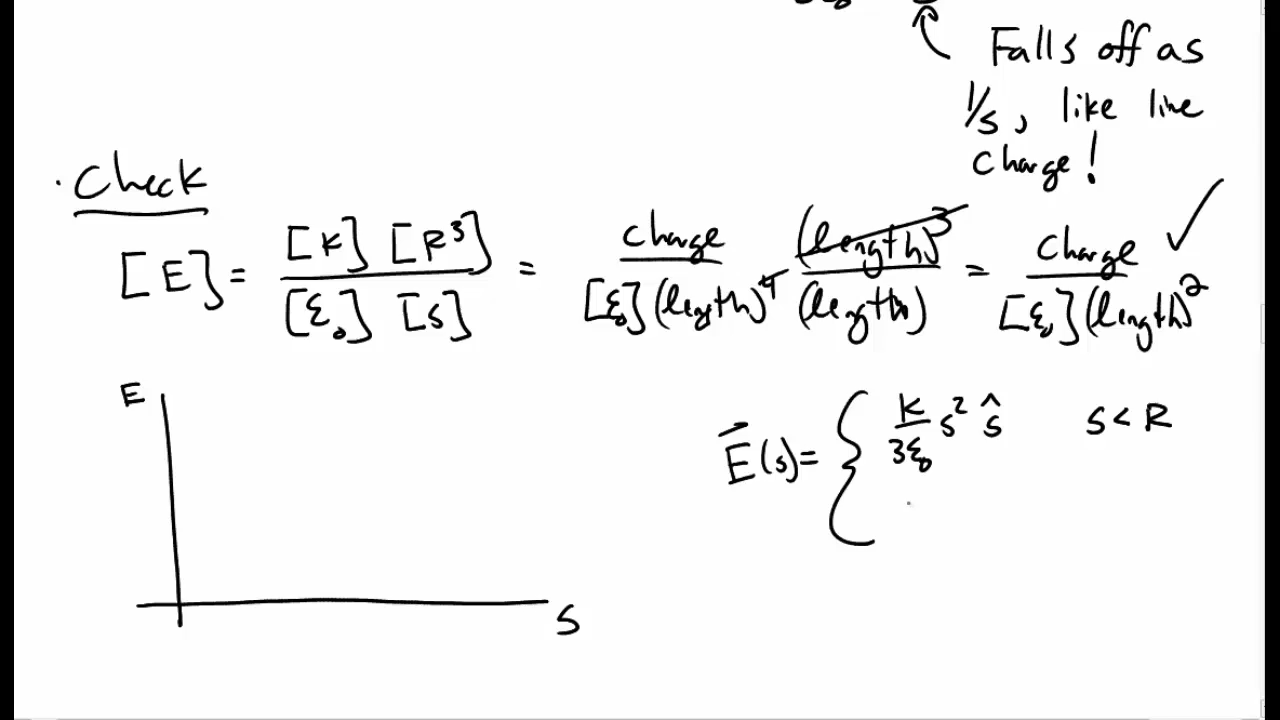 Falls off as
1/s, like line
charge!
· Check
[E] = [k] [R³] / [ε₀] [s] = charge / [ε₀] (length)⁴ (length)³ / (length) = charge / [ε₀] (length)² ✓
E
s
E⃗(s) = { k/3ε₀ s² ŝ s < R